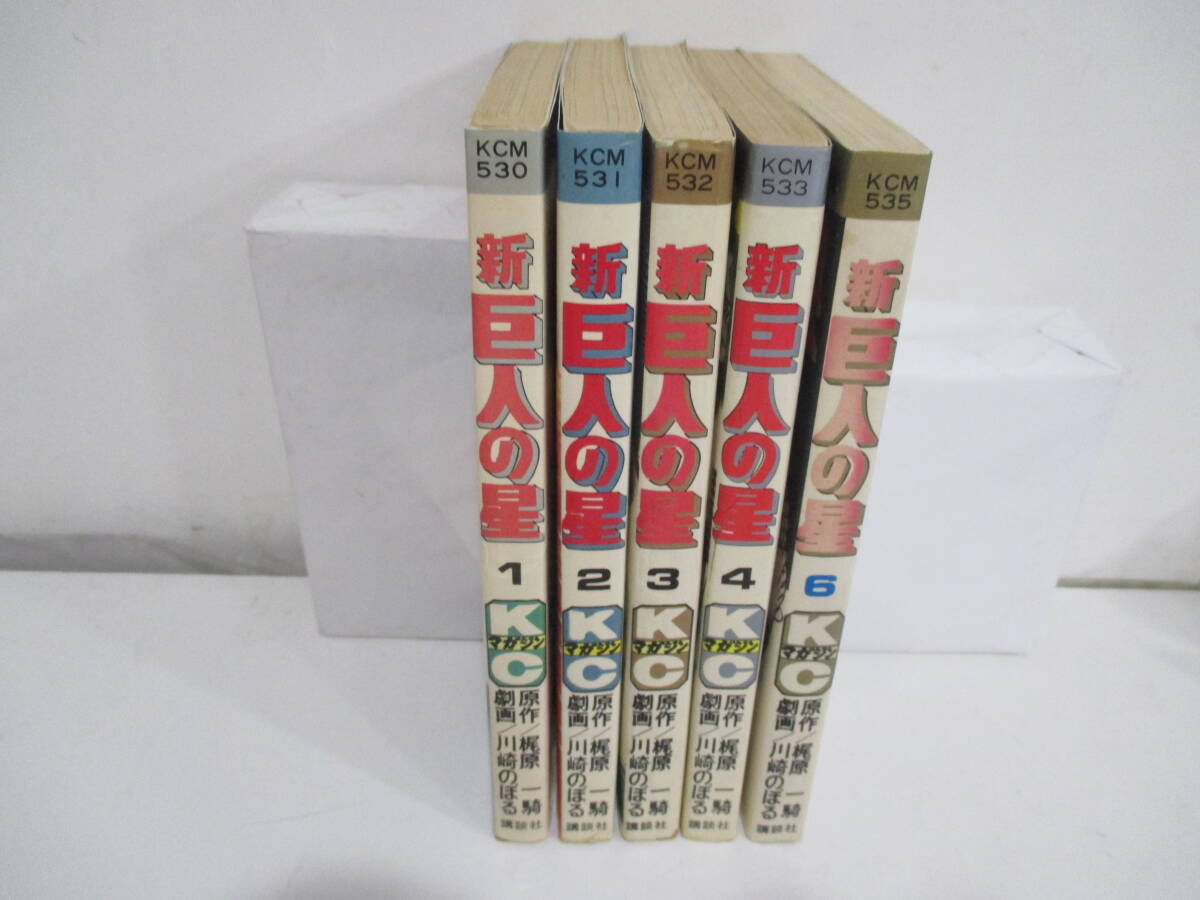 KCM
530
新巨人の星
1
KC
マガジン
原作/梶原一騎
劇画/川崎のぼる
講談社
KCM
531
新巨人の星
2
KC
マガジン
原作/梶原一騎
劇画/川崎のぼる
講談社
KCM
532
新巨人の星
3
KC
マガジン
原作/梶原一騎
劇画/川崎のぼる
講談社
KCM
533
新巨人の星
4
KC
マガジン
原作/梶原一騎
劇画/川崎のぼる
講談社
KCM
535
新巨人の星
6
KC
マガジン
原作/梶原一騎
劇画/川崎のぼる
講談社